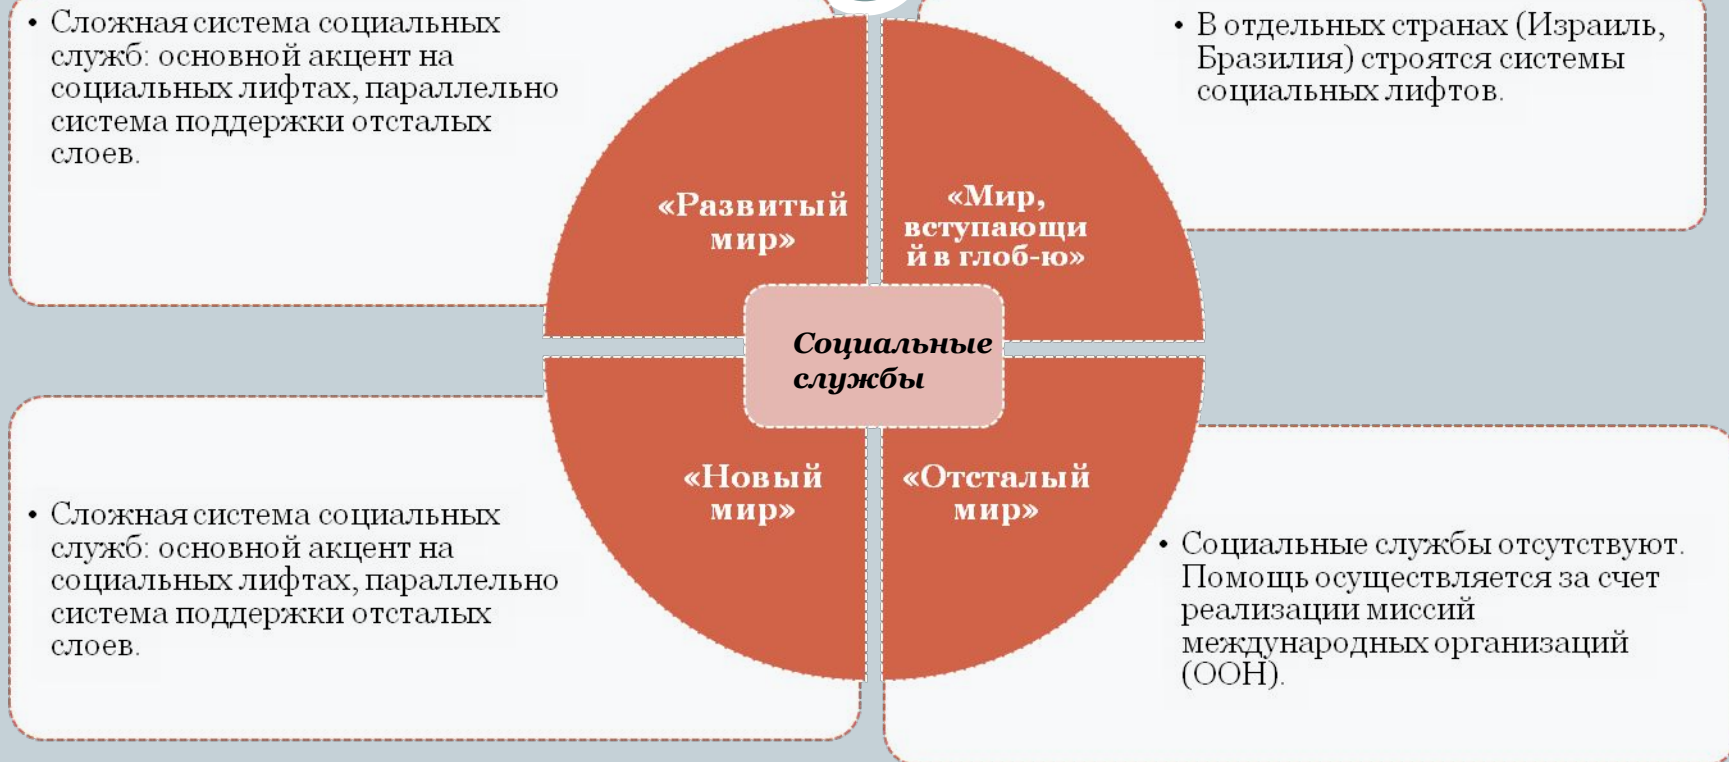 • Сложная система социальных
служб: основной акцент на
социальных лифтах, параллельно
система поддержки отсталых
слоев.
• В отдельных странах (Израиль,
Бразилия) строятся системы
социальных лифтов.
«Развитый
мир»
«Мир,
вступающи
й в глоб-ю»
Социальные
службы
«Новый
мир»
«Отсталый
мир»
• Сложная система социальных
служб: основной акцент на
социальных лифтах, параллельно
система поддержки отсталых
слоев.
• Социальные службы отсутствуют.
Помощь осуществляется за счет
реализации миссий
международных организаций
(ООН).